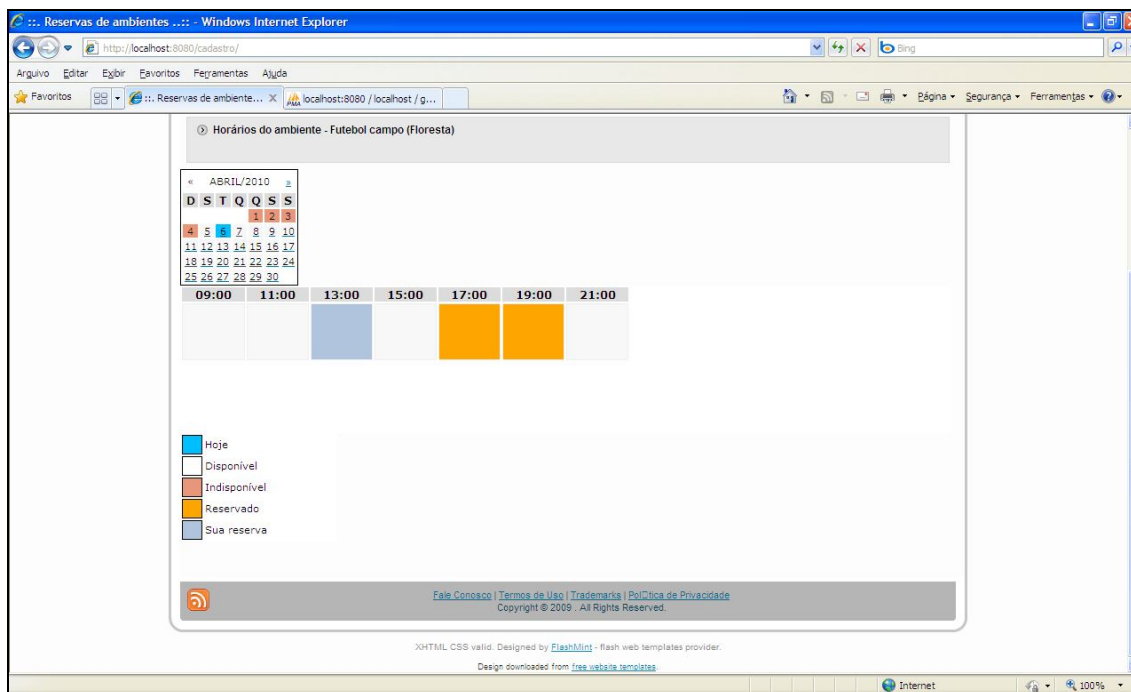 ::. Reservas de ambientes ..:: - Windows Internet Explorer
http://localhost:8080/cadastro/
Bing
Arquivo Editar Exibir Favoritos Ferramentas Ajuda
Favoritos ::. Reservas de ambiente... X PMA localhost:8080 / localhost / g... Página Segurança Ferramentas
Horários do ambiente - Futebol campo (Floresta)
« ABRIL/2010 »
D S T Q Q S S
1 2 3
4 5 6 7 8 9 10
11 12 13 14 15 16 17
18 19 20 21 22 23 24
25 26 27 28 29 30
09:00 11:00 13:00 15:00 17:00 19:00 21:00
Hoje
Disponível
Indisponível
Reservado
Sua reserva
Fale Conosco | Termos de Uso | Trademarks | Pol□tica de Privacidade
Copyright © 2009 . All Rights Reserved.
XHTML CSS valid. Designed by FlashMint - flash web templates provider.
Design downloaded from free website templates.
Internet 100%